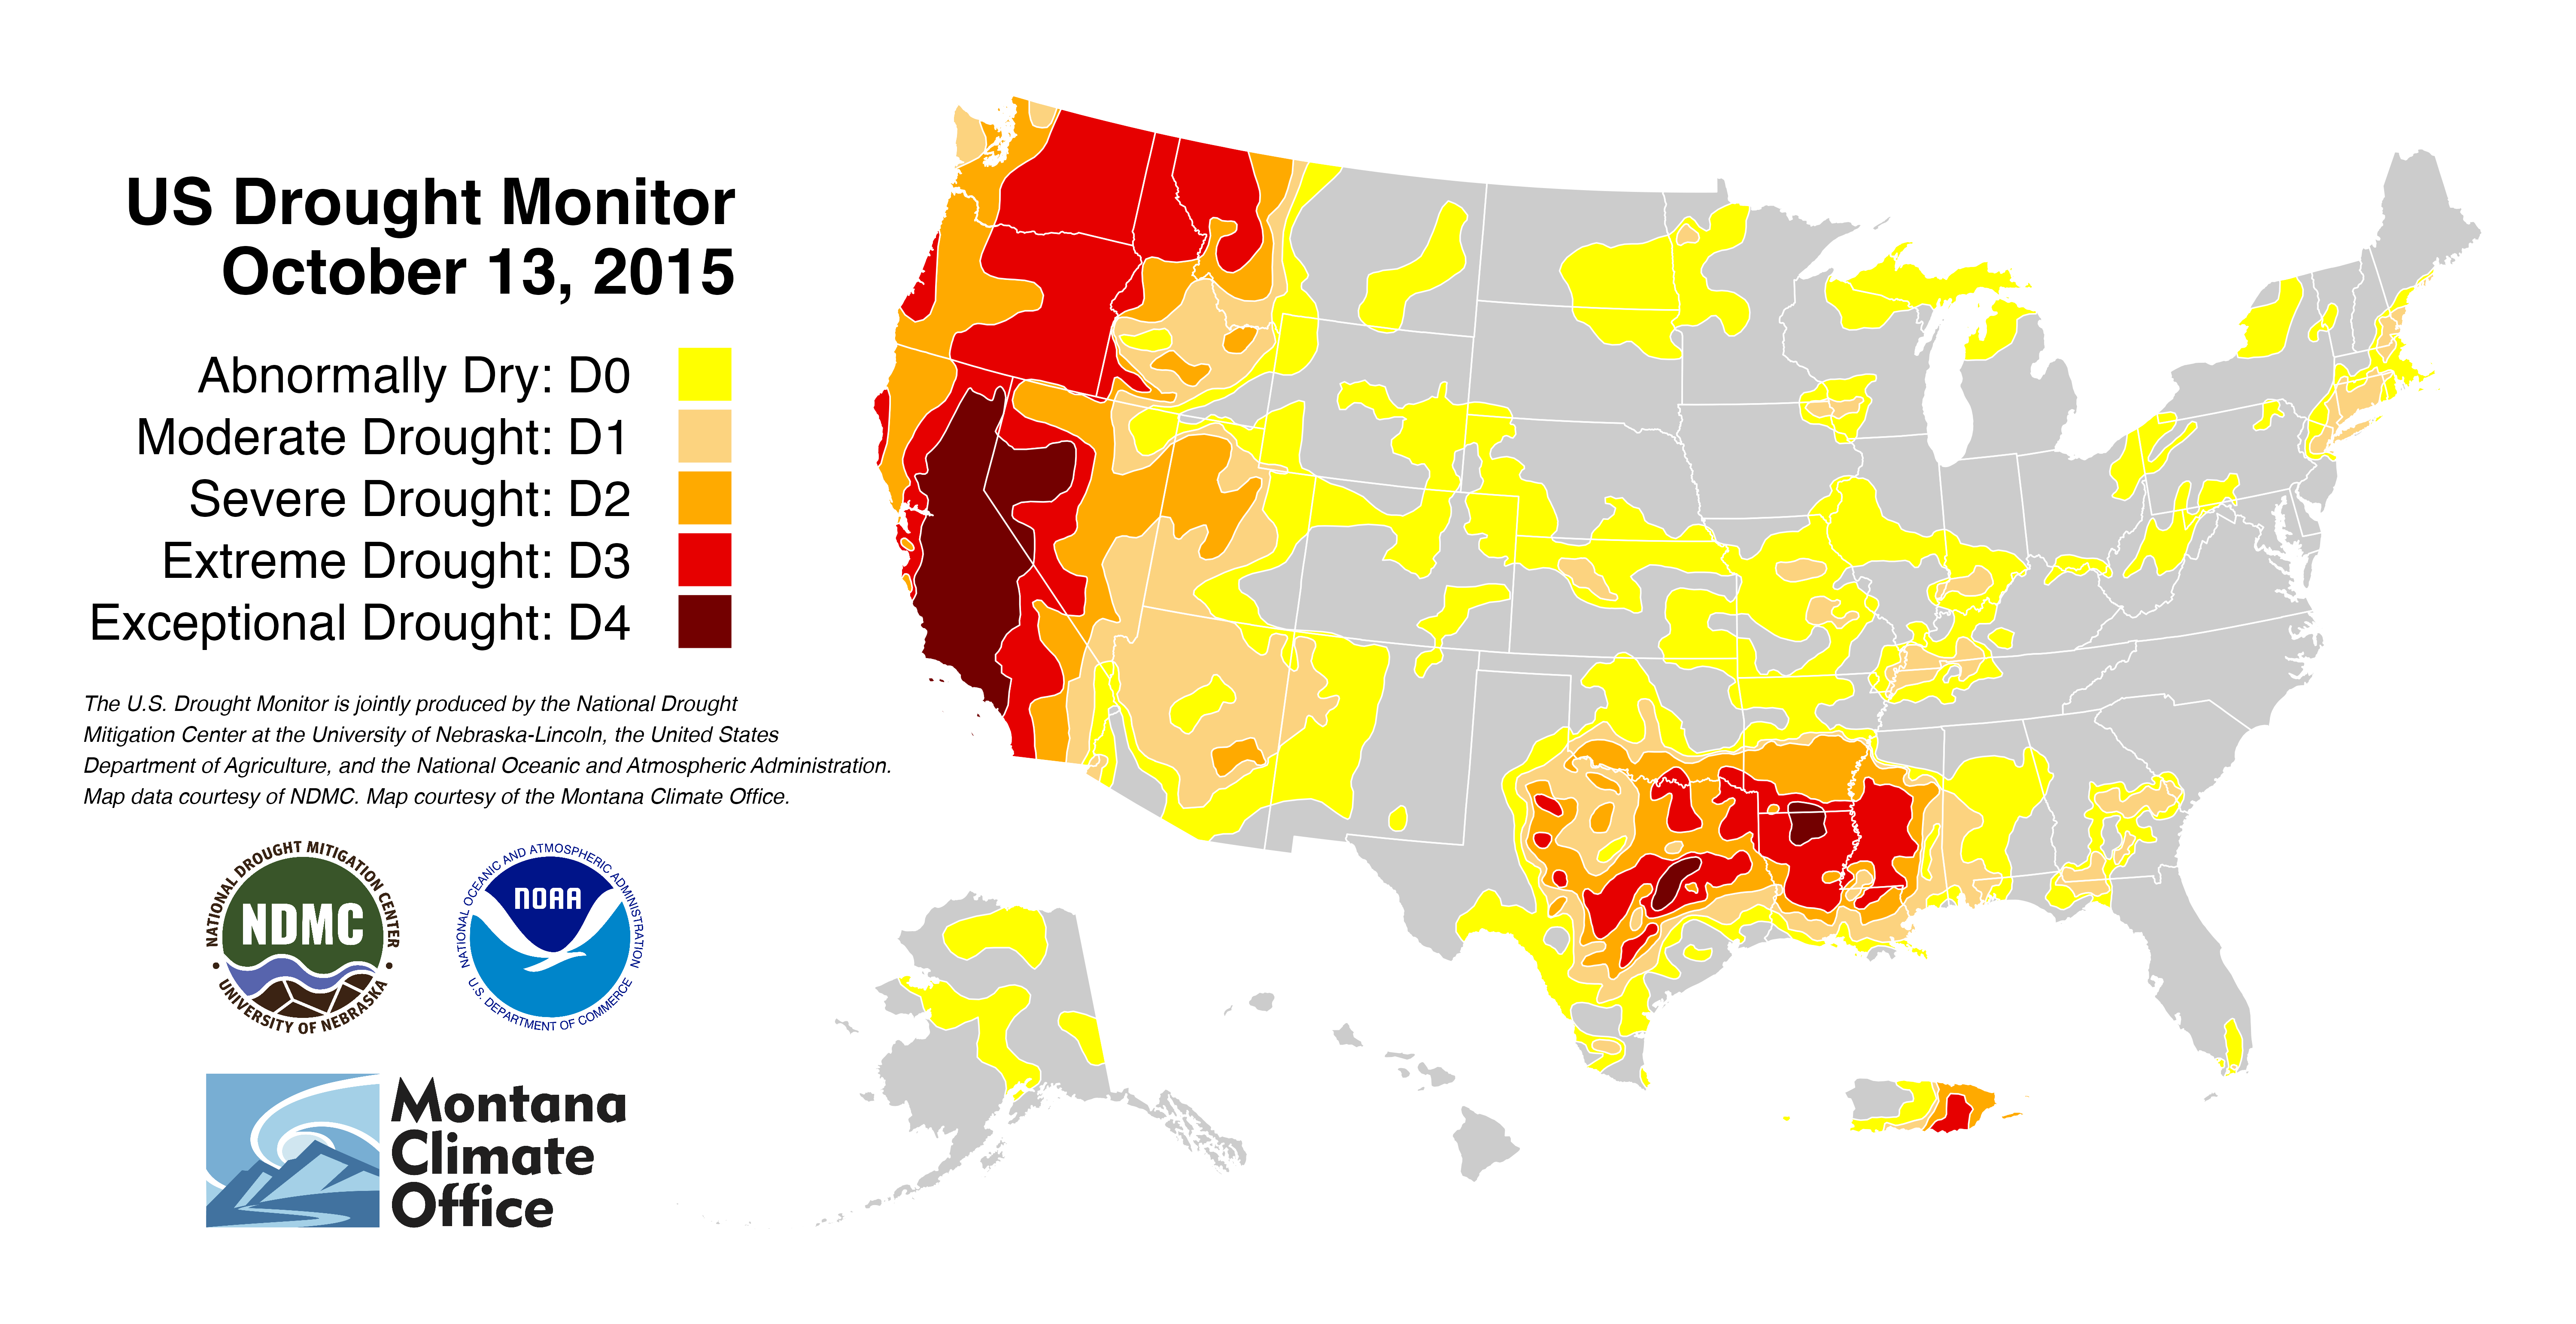 US Drought Monitor
October 13, 2015
Abnormally Dry: D0
Moderate Drought: D1
Severe Drought: D2
Extreme Drought: D3
Exceptional Drought: D4
The U.S. Drought Monitor is jointly produced by the National Drought
Mitigation Center at the University of Nebraska-Lincoln, the United States
Department of Agriculture, and the National Oceanic and Atmospheric Administration.
Map data courtesy of NDMC. Map courtesy of the Montana Climate Office.
NATIONAL DROUGHT MITIGATION CENTER
NDMC
• UNIVERSITY OF NEBRASKA •
NATIONAL OCEANIC AND ATMOSPHERIC ADMINISTRATION
NOAA
U.S. DEPARTMENT OF COMMERCE
Montana
Climate
Office